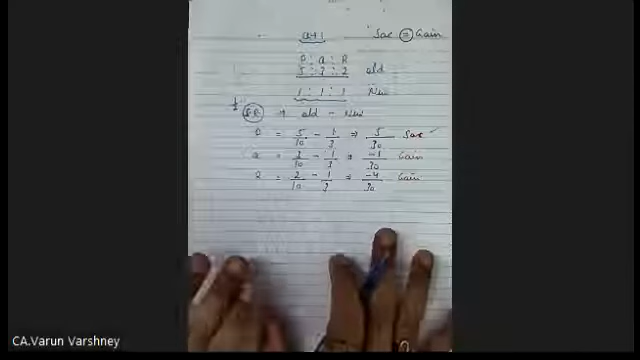 Q.No.1 Sac = Gain
P : Q : R
5 : 3 : 2 old
1 : 1 : 1 New
S.R. ⇒ old - New
P = 5/10 - 1/3 ⇒ 5/30 Sac ✓
Q = 3/10 - 1/3 ⇒ -1/30 Gain
R = 2/10 - 1/3 ⇒ -4/30 Gain
CA.Varun Varshney